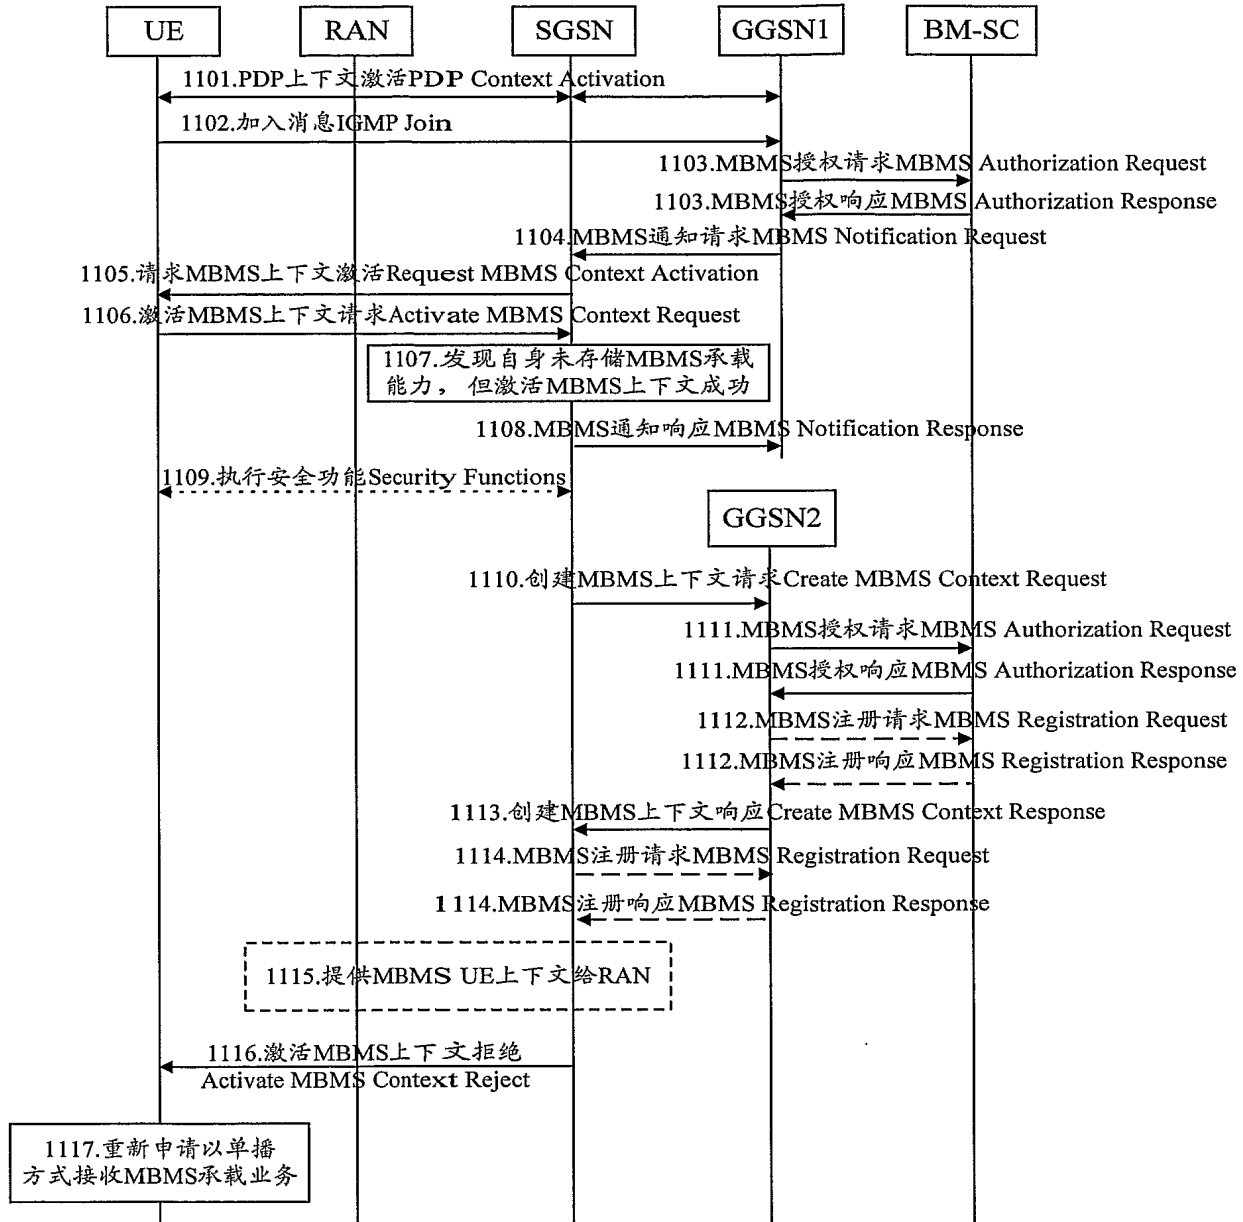 UE RAN SGSN GGSN1 BM-SC
1101.PDP上下文激活PDP Context Activation
1102.加入消息IGMP Join
1103.MBMS授权请求MBMS Authorization Request
1103.MBMS授权响应MBMS Authorization Response
1104.MBMS通知请求MBMS Notification Request
1105.请求MBMS上下文激活Request MBMS Context Activation
1106.激活MBMS上下文请求Activate MBMS Context Request
1107.发现自身未存储MBMS承载
能力，但激活MBMS上下文成功
1108.MBMS通知响应MBMS Notification Response
1109.执行安全功能Security Functions
GGSN2
1110.创建MBMS上下文请求Create MBMS Context Request
1111.MBMS授权请求MBMS Authorization Request
1111.MBMS授权响应MBMS Authorization Response
1112.MBMS注册请求MBMS Registration Request
1112.MBMS注册响应MBMS Registration Response
1113.创建MBMS上下文响应Create MBMS Context Response
1114.MBMS注册请求MBMS Registration Request
1114.MBMS注册响应MBMS Registration Response
1115.提供MBMS UE上下文给RAN
1116.激活MBMS上下文拒绝
Activate MBMS Context Reject
1117.重新申请以单播
方式接收MBMS承载业务